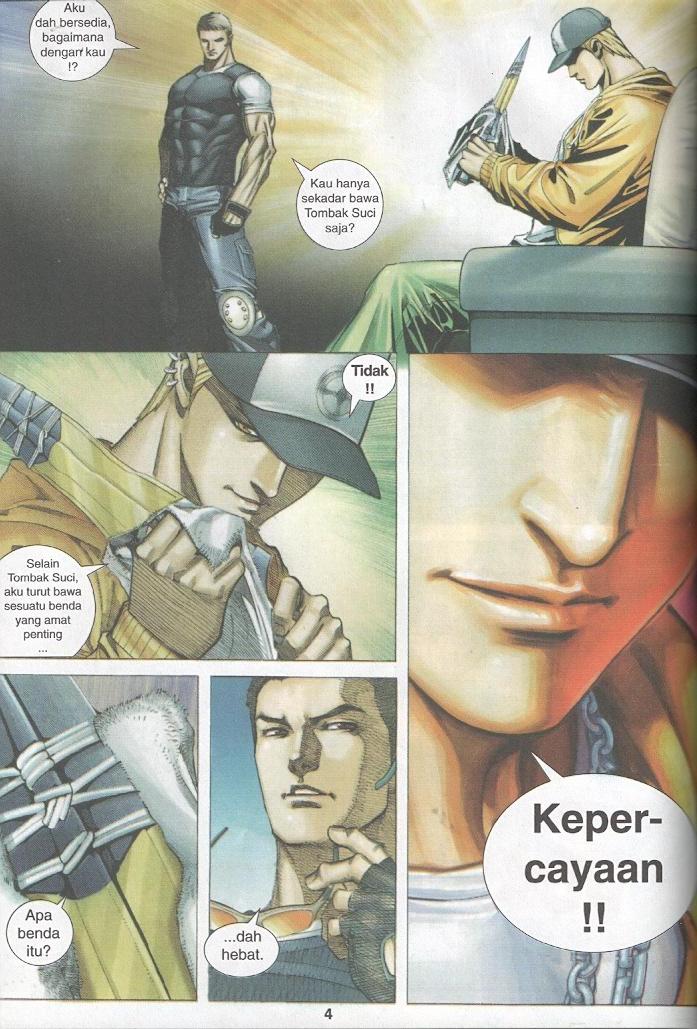 Aku
dah bersedia,
bagaimana
dengan kau
!?
Kau hanya
sekadar bawa
Tombak Suci
saja?
Tidak
!!
Selain
Tombak Suci,
aku turut bawa
sesuatu benda
yang amat
penting
...
Apa
benda
itu?
...dah
hebat.
Keper-
cayaan
!!
4